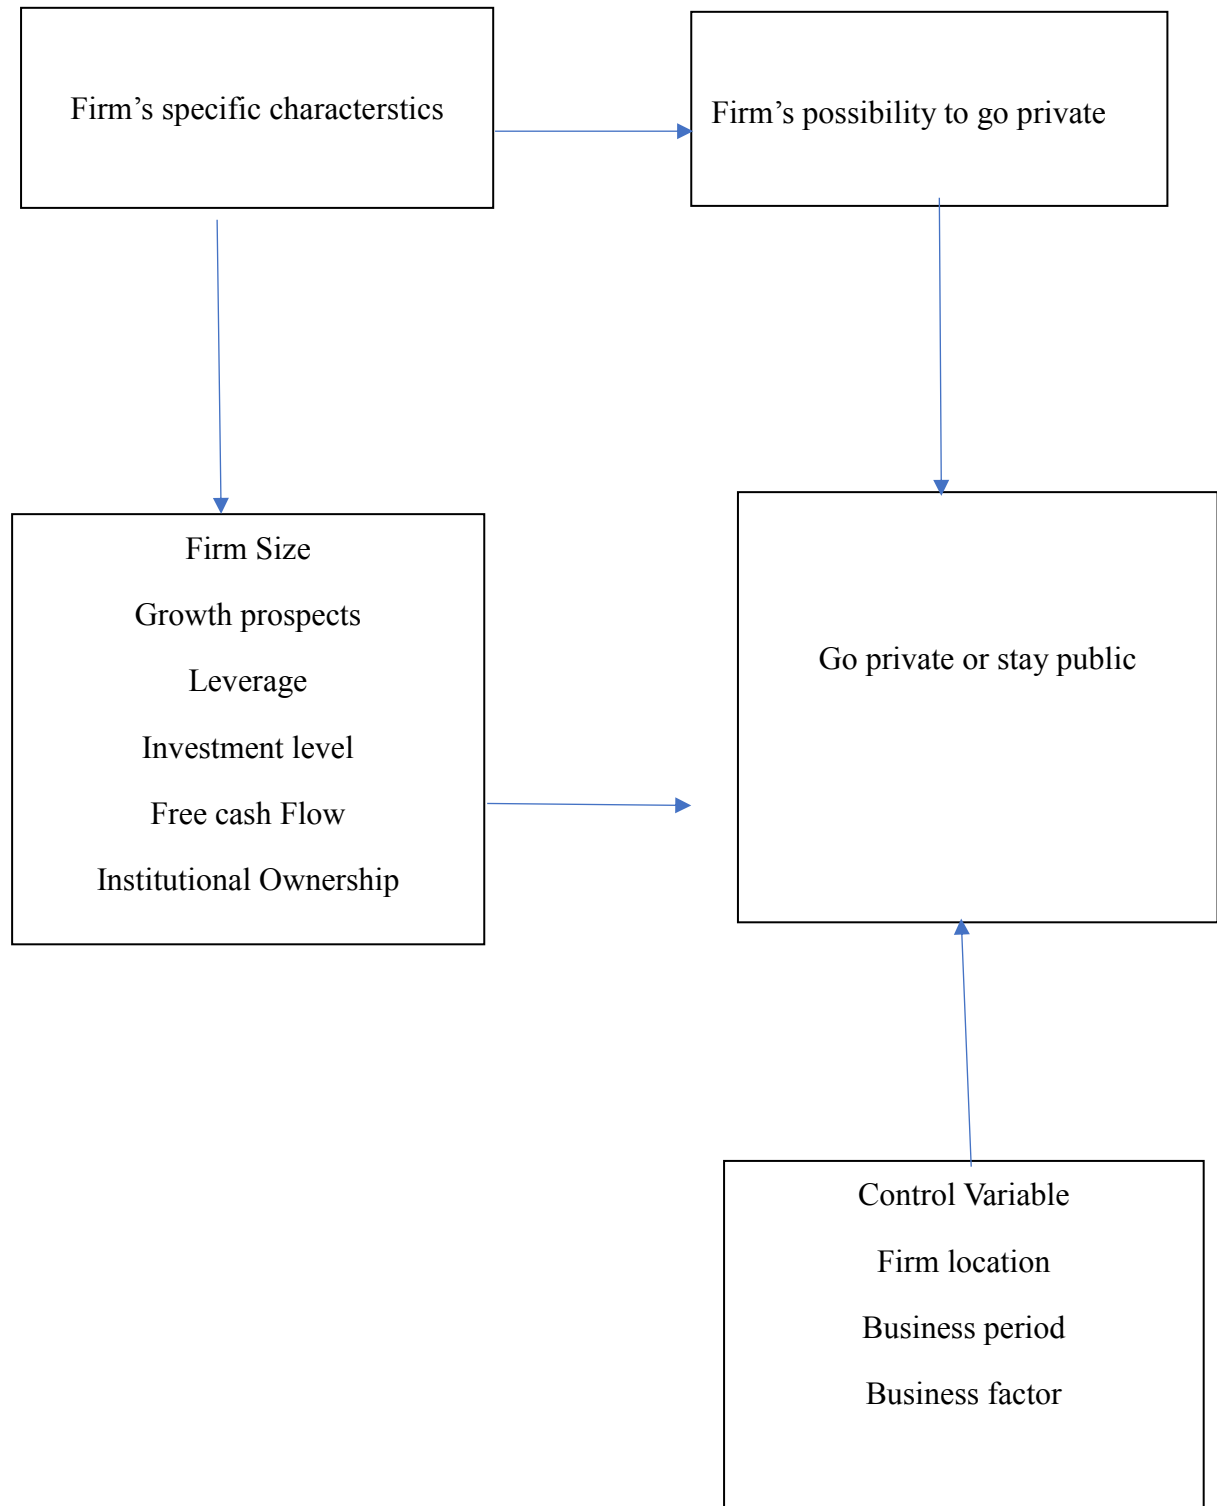 Firm’s specific characterstics
Firm’s possibility to go private
Firm Size
Growth prospects
Leverage
Investment level
Free cash Flow
Institutional Ownership
Go private or stay public
Control Variable
Firm location
Business period
Business factor